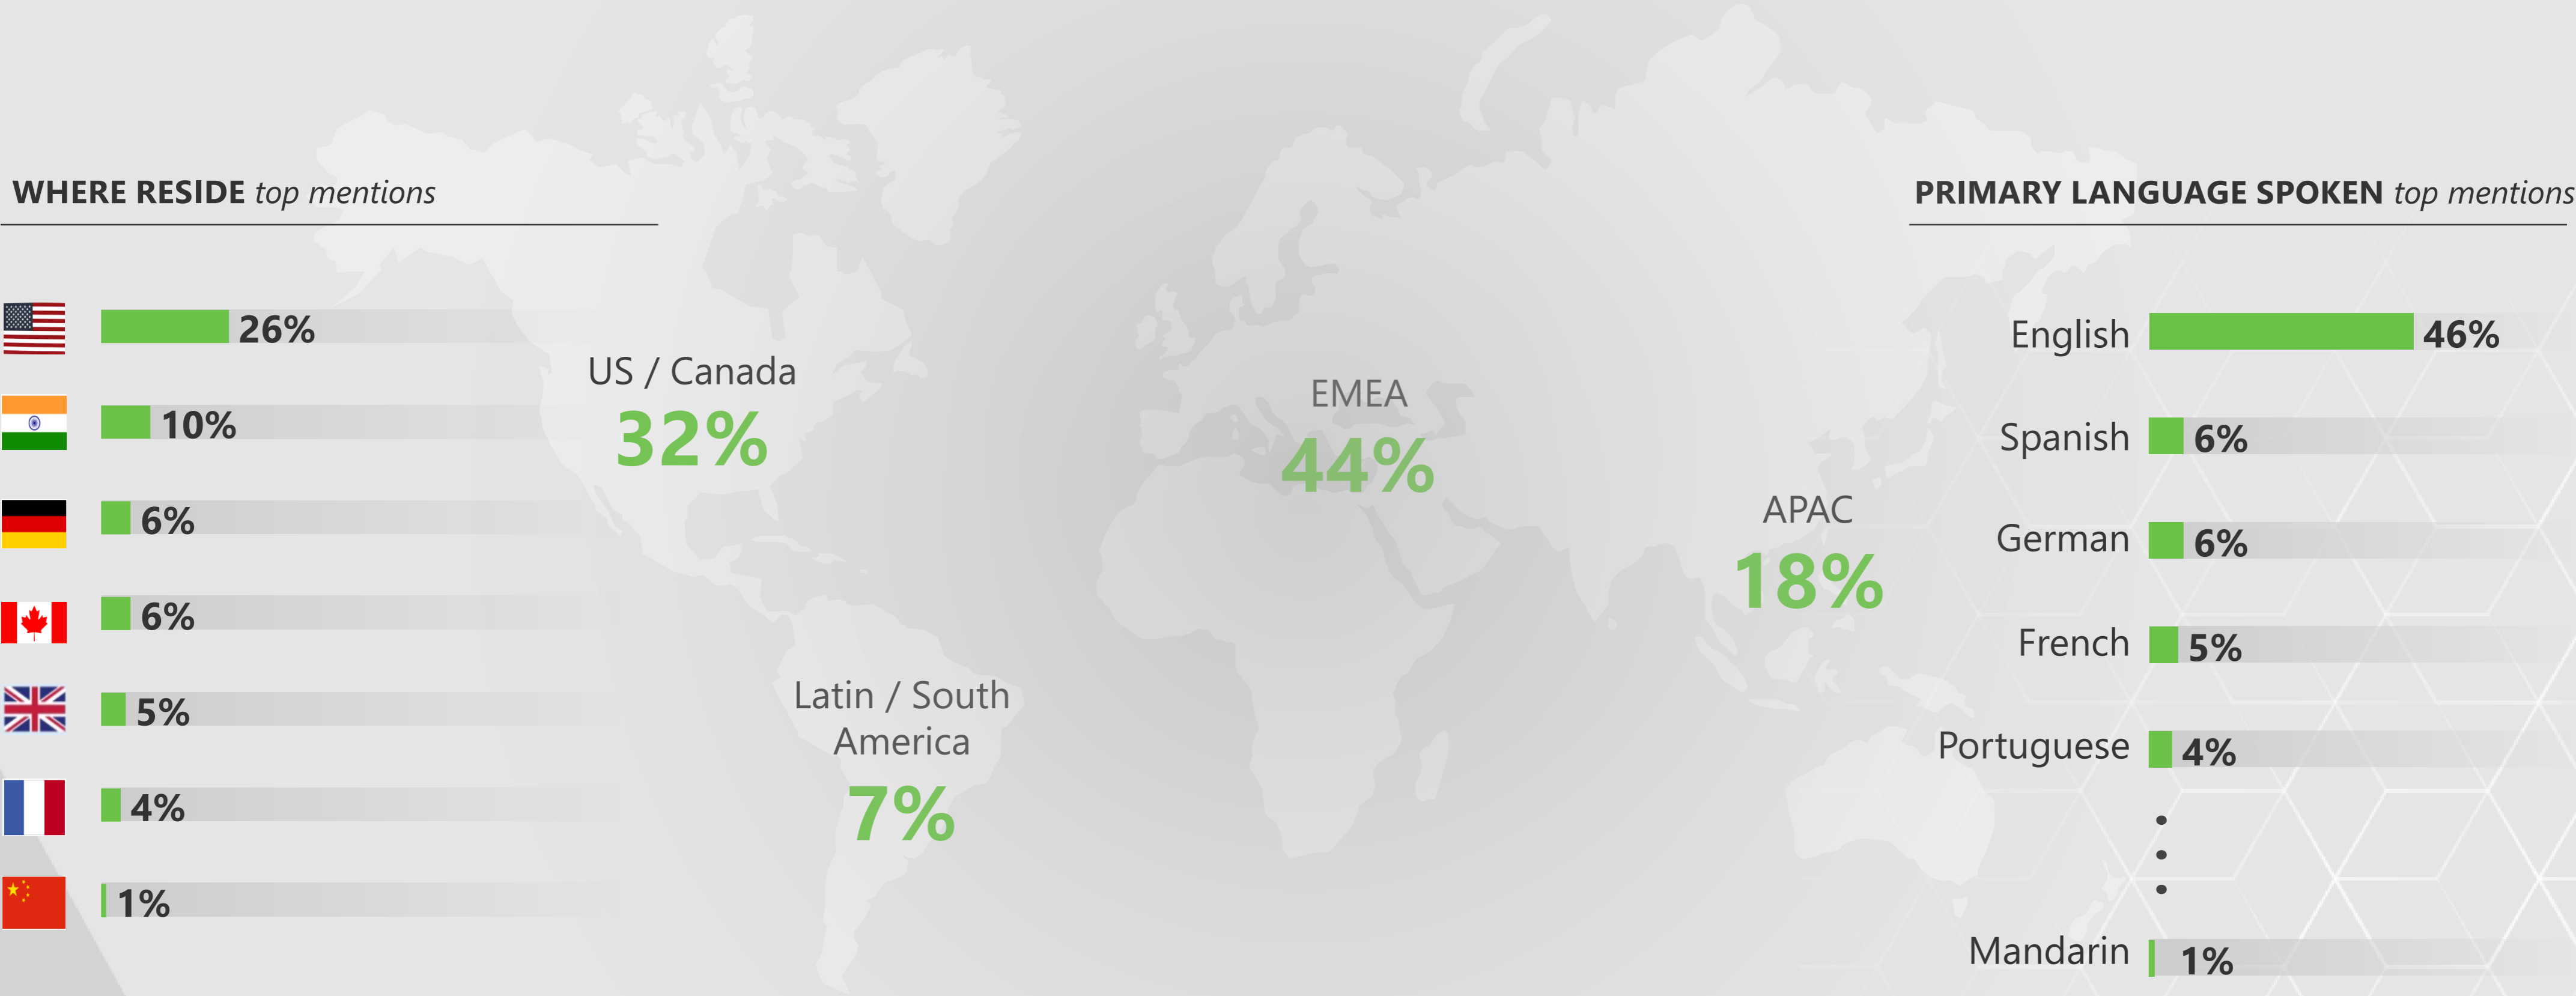 WHERE RESIDE top mentions
26%
10%
6%
6%
5%
4%
1%
US / Canada
32%
Latin / South
America
7%
EMEA
44%
APAC
18%
PRIMARY LANGUAGE SPOKEN top mentions
English 46%
Spanish 6%
German 6%
French 5%
Portuguese 4%
Mandarin 1%